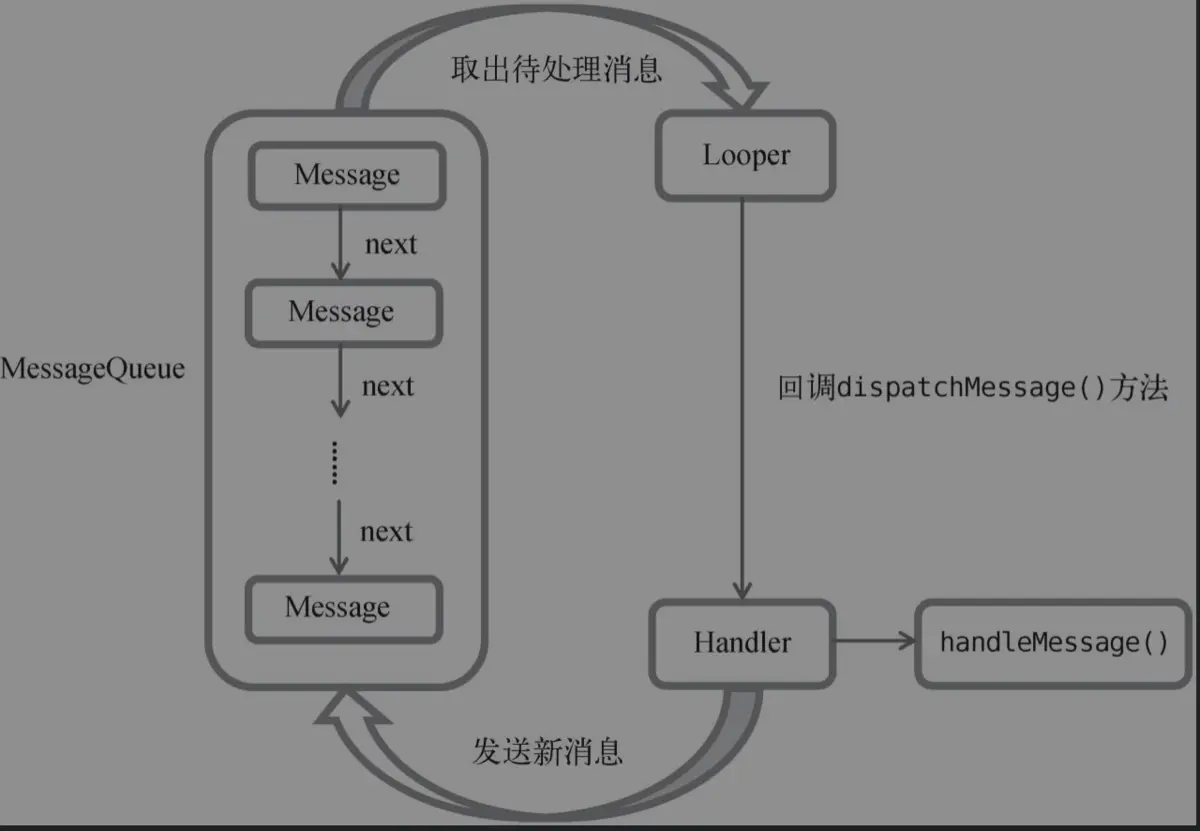 取出待处理消息
Message
Looper
next
Message
MessageQueue
next
回调dispatchMessage()方法
next
Message
Handler
handleMessage()
发送新消息